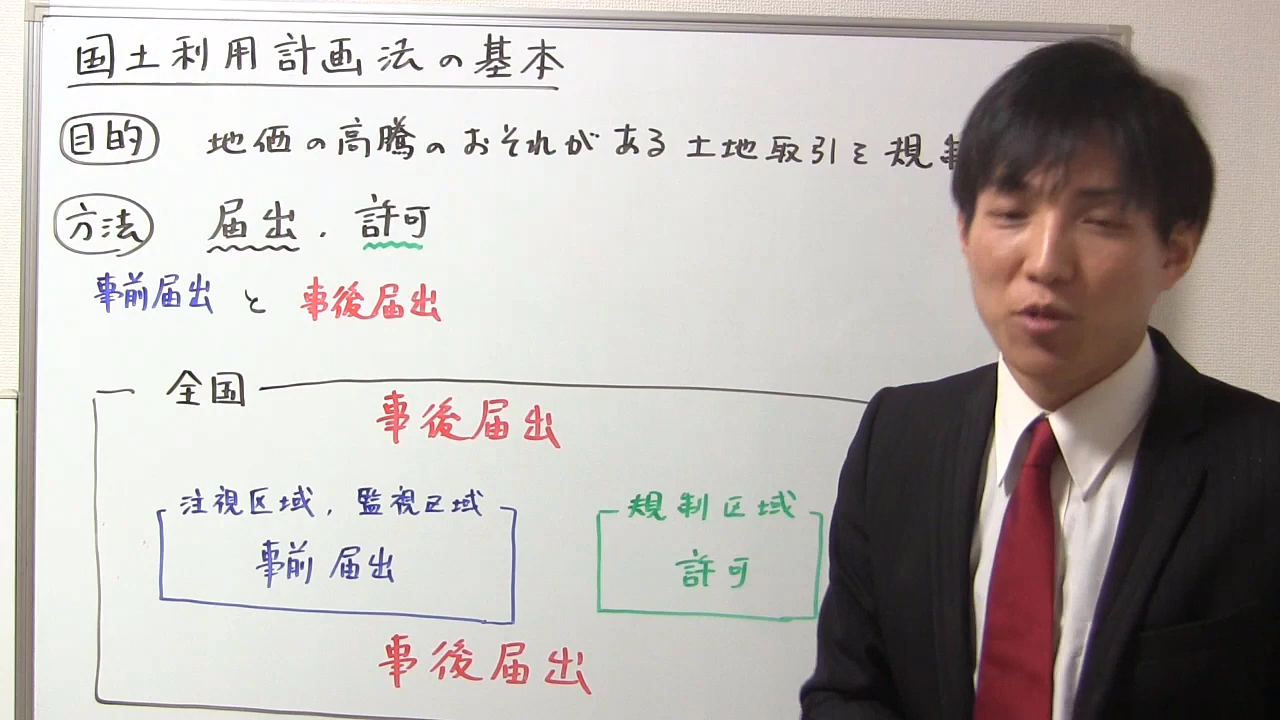 国土利用計画法の基本
目的 地価の高騰のおそれがある土地取引を規
方法 届出、許可
事前届出と事後届出
全国
事後届出
注視区域、監視区域
事前届出
規制区域
許可
事後届出